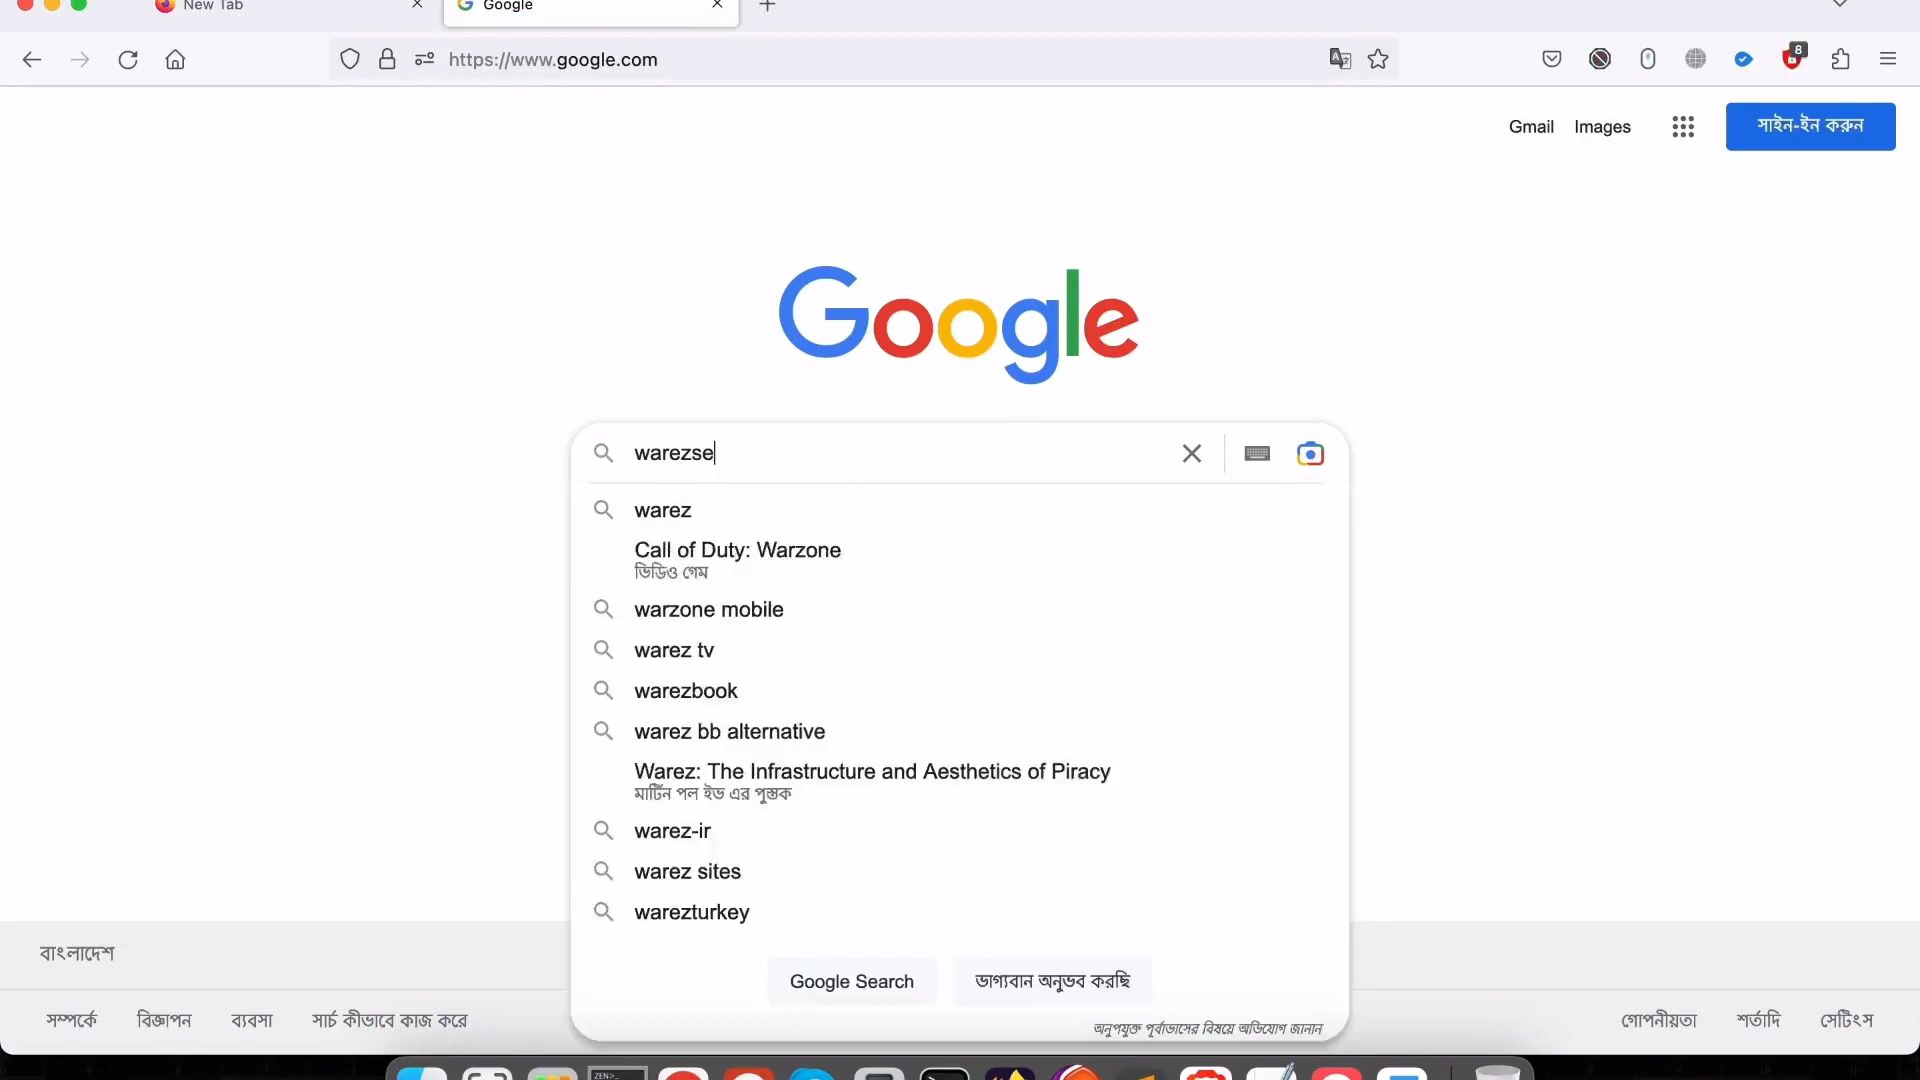 New Tab
Google
https://www.google.com
8
Gmail Images সাইন-ইন করুন
Google
warezse
warez
Call of Duty: Warzone
ভিডিও গেম
warzone mobile
warez tv
warezbook
warez bb alternative
Warez: The Infrastructure and Aesthetics of Piracy
মার্টিন পল ইভ এর পুস্তক
warez-ir
warez sites
warezturkey
Google Search ভাগ্যবান অনুভব করছি
অনুপযুক্ত পূর্বাভাসের বিষয়ে অভিযোগ জানান
বাংলাদেশ
সম্পর্কে বিজ্ঞাপন ব্যবসা সার্চ কীভাবে কাজ করে গোপনীয়তা শর্তাদি সেটিংস
ZEN>